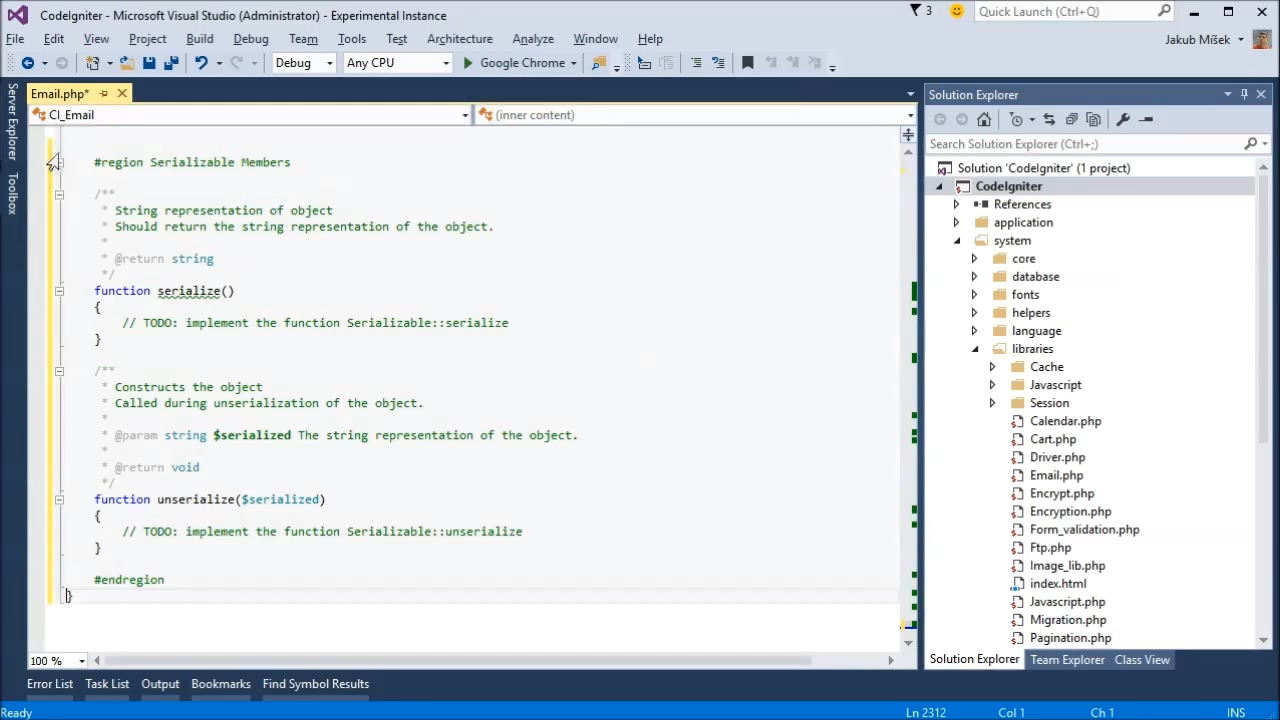 CodeIgniter - Microsoft Visual Studio (Administrator) - Experimental Instance
3
Quick Launch (Ctrl+Q)
File Edit View Project Build Debug Team Tools Test Architecture Analyze Window Help
Jakub Míšek
Debug Any CPU Google Chrome
Server Explorer
Toolbox
Email.php*
CI_Email
(inner content)
#region Serializable Members
/**
* String representation of object
* Should return the string representation of the object.
*
* @return string
*/
function serialize()
{
// TODO: implement the function Serializable::serialize
}
/**
* Constructs the object
* Called during unserialization of the object.
*
* @param string $serialized The string representation of the object.
*
* @return void
*/
function unserialize($serialized)
{
// TODO: implement the function Serializable::unserialize
}
#endregion
}
100 %
Solution Explorer
Search Solution Explorer (Ctrl+;)
Solution 'CodeIgniter' (1 project)
CodeIgniter
References
application
system
core
database
fonts
helpers
language
libraries
Cache
Javascript
Session
Calendar.php
Cart.php
Driver.php
Email.php
Encrypt.php
Encryption.php
Form_validation.php
Ftp.php
Image_lib.php
index.html
Javascript.php
Migration.php
Pagination.php
Solution Explorer Team Explorer Class View
Error List Task List Output Bookmarks Find Symbol Results
Ready Ln 2312 Col 1 Ch 1 INS